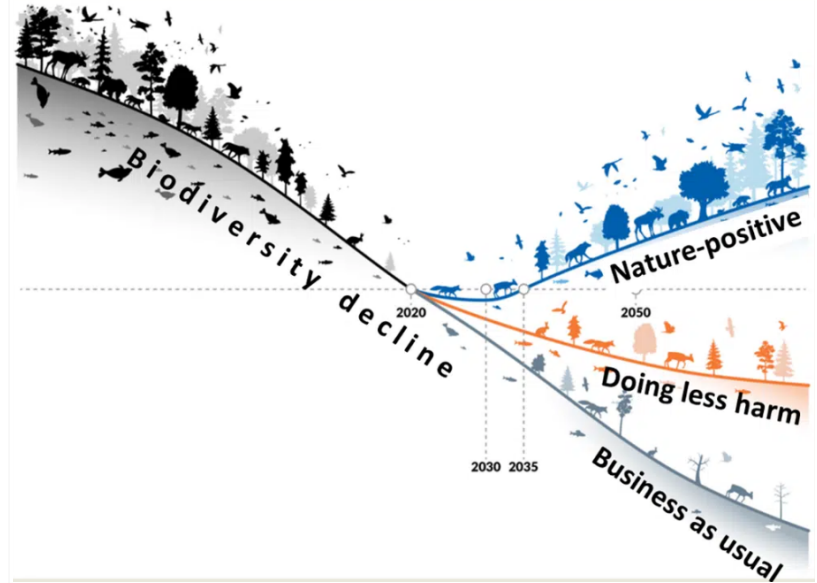 Biodiversity decline
Nature-positive
2020
2050
Doing less harm
2030
2035
Business as usual